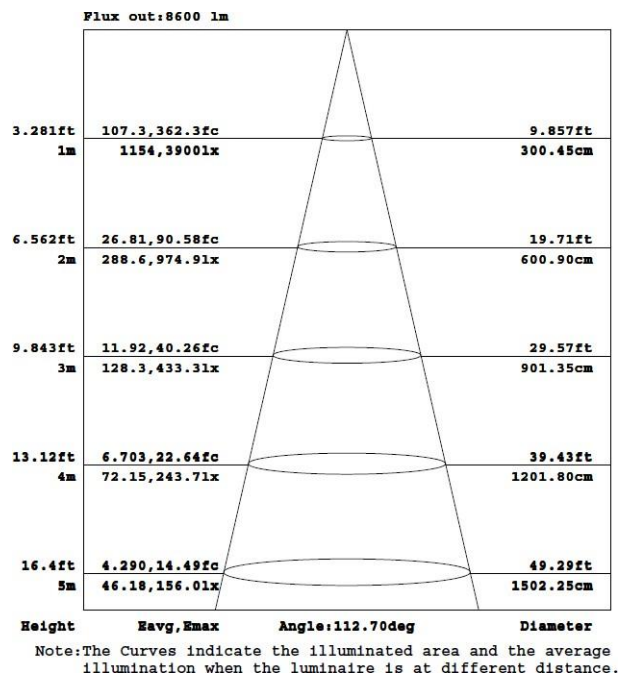 Flux out:8600 lm
3.281ft 107.3,362.3fc 9.857ft
1m 1154,3900lx 300.45cm
6.562ft 26.81,90.58fc 19.71ft
2m 288.6,974.9lx 600.90cm
9.843ft 11.92,40.26fc 29.57ft
3m 128.3,433.3lx 901.35cm
13.12ft 6.703,22.64fc 39.43ft
4m 72.15,243.7lx 1201.80cm
16.4ft 4.290,14.49fc 49.29ft
5m 46.18,156.0lx 1502.25cm
Height Eavg,Emax Angle:112.70deg Diameter
Note:The Curves indicate the illuminated area and the average
illumination when the luminaire is at different distance.